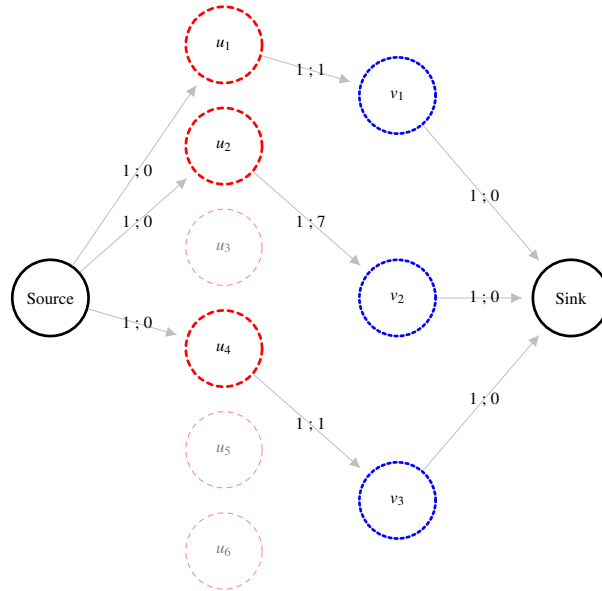 u1
1 ; 1
v1
u2
1 ; 0
1 ; 0
1 ; 0
1 ; 7
u3
Source
v2
1 ; 0
Sink
1 ; 0
u4
1 ; 0
1 ; 1
u5
v3
u6